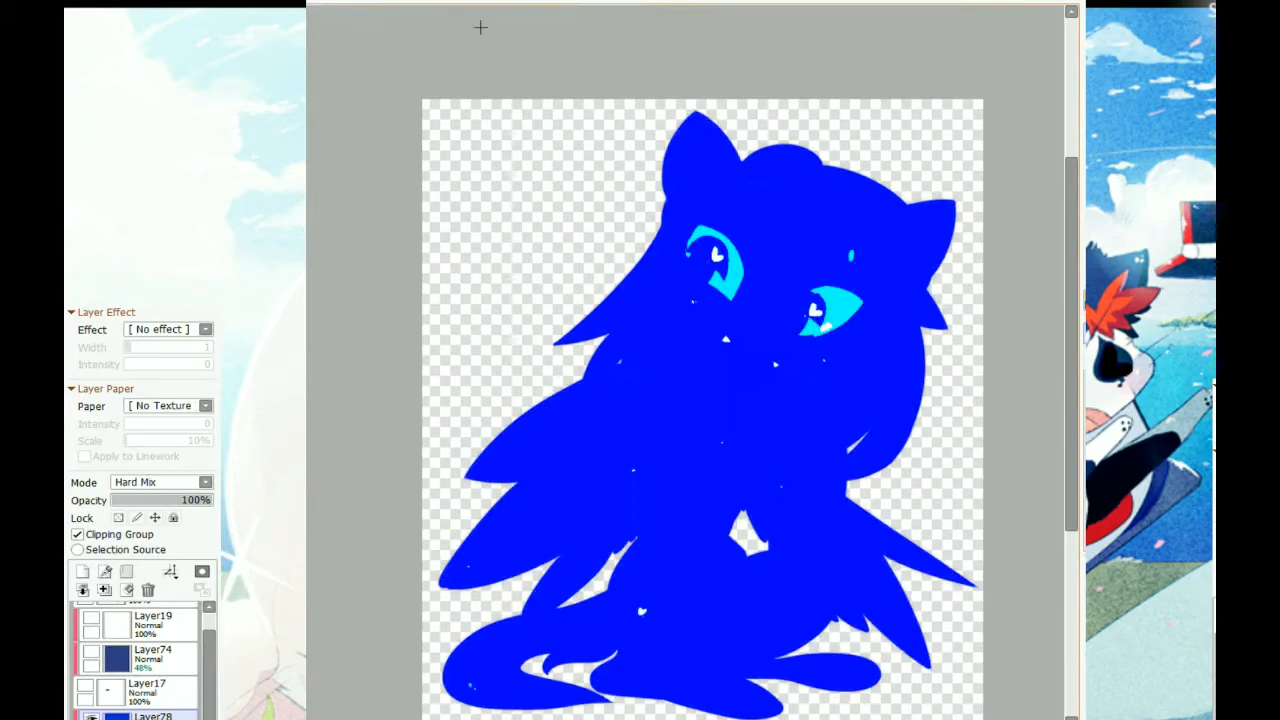 Layer Effect
Effect [ No effect ]
Width 1
Intensity 0
Layer Paper
Paper [ No Texture
Intensity 0
Scale 10%
Apply to Linework
Mode Hard Mix
Opacity 100%
Lock
Clipping Group
Selection Source
100%
Layer19
Normal
100%
Layer74
Normal
48%
Layer17
Normal
100%
Layer78